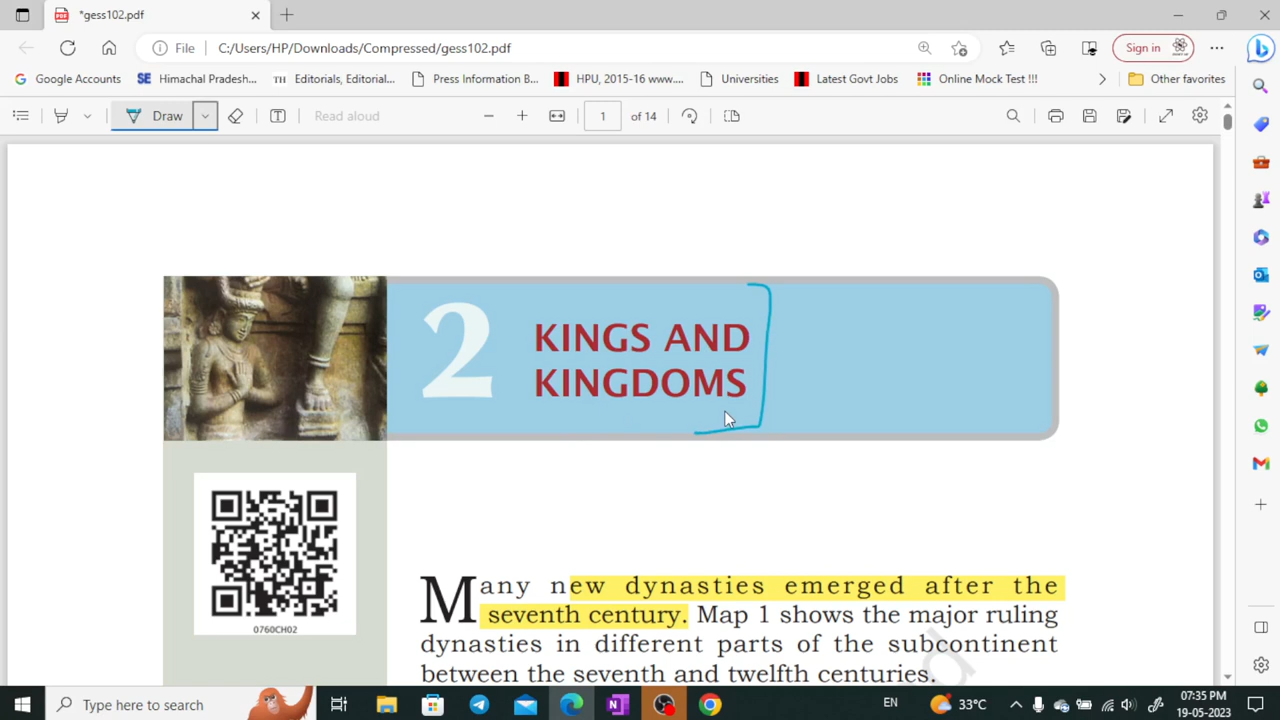 *gess102.pdf
File
C:/Users/HP/Downloads/Compressed/gess102.pdf
Sign in
Google Accounts
SE Himachal Pradesh...
TH Editorials, Editorial...
Press Information B...
HPU, 2015-16 www....
Universities
Latest Govt Jobs
Online Mock Test !!!
Other favorites
Draw
Read aloud
1 of 14
2 KINGS AND
KINGDOMS
0760CH02
Many new dynasties emerged after the
seventh century. Map 1 shows the major ruling
dynasties in different parts of the subcontinent
between the seventh and twelfth centuries.
d
Type here to search
EN
33°C
07:35 PM
19-05-2023